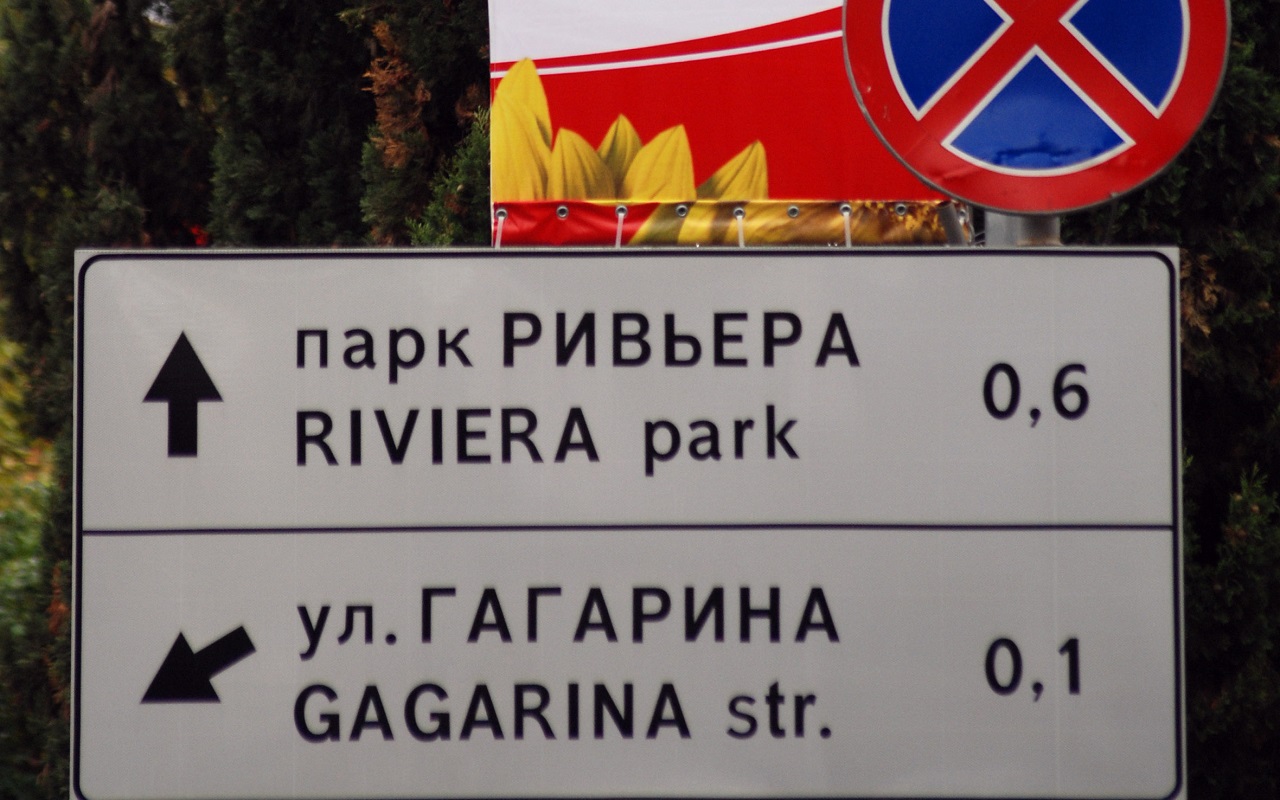 парк РИВЬЕРА
RIVIERA park
0,6
ул. ГАГАРИНА
GAGARINA str.
0,1